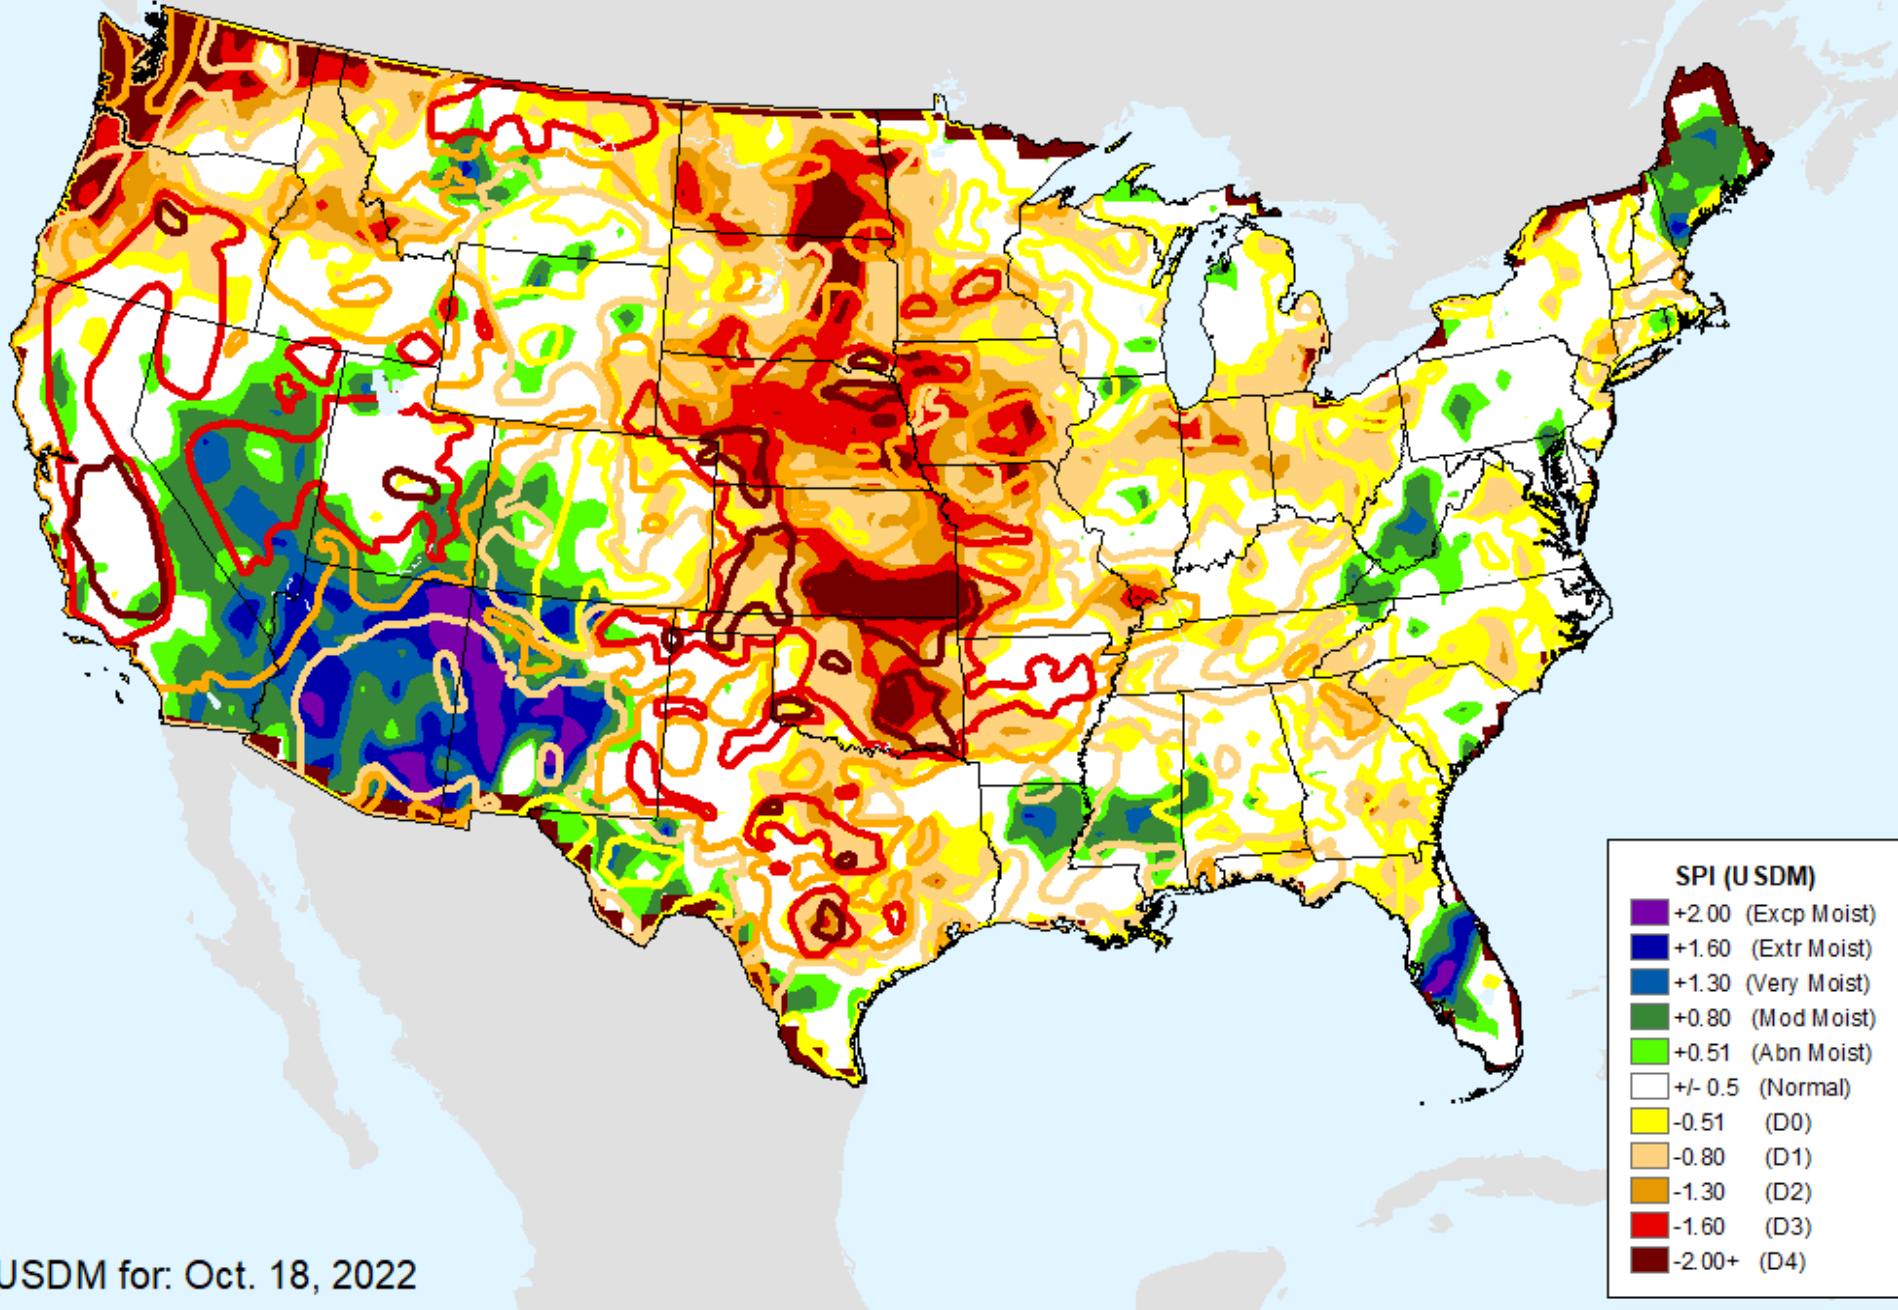 SPI (USDM)
+2.00 (Excp Moist)
+1.60 (Extr Moist)
+1.30 (Very Moist)
+0.80 (Mod Moist)
+0.51 (Abn Moist)
+/- 0.5 (Normal)
-0.51 (D0)
-0.80 (D1)
-1.30 (D2)
-1.60 (D3)
-2.00+ (D4)
USDM for: Oct. 18, 2022